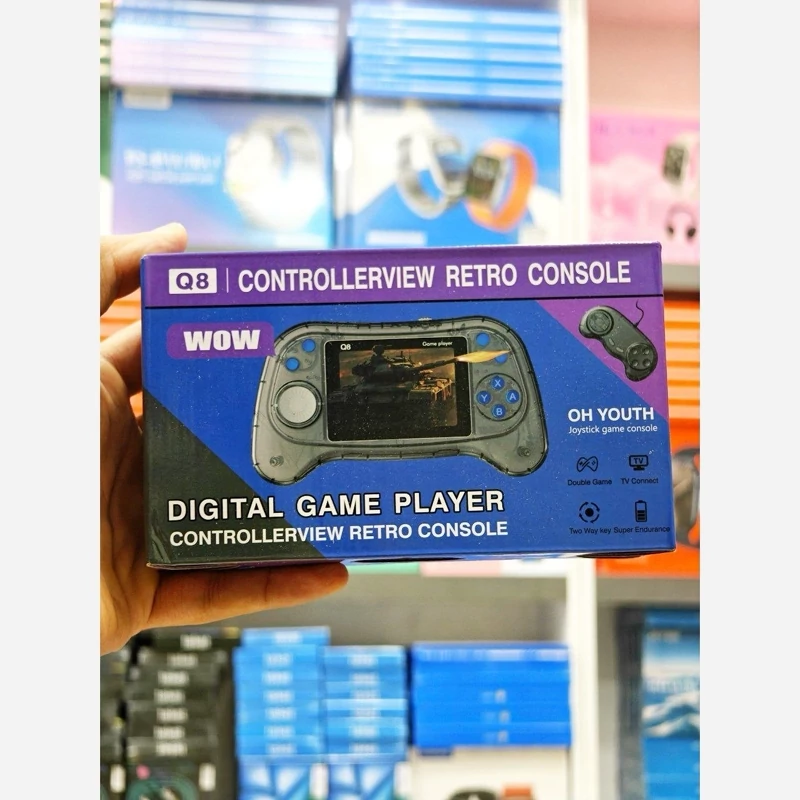 Q8 | CONTROLLERVIEW RETRO CONSOLE
WOW
Q8
Game player
X
Y A
B
OH YOUTH
Joystick game console
Double Game
TV
TV Connect
Two Way key
Super Endurance
DIGITAL GAME PLAYER
CONTROLLERVIEW RETRO CONSOLE